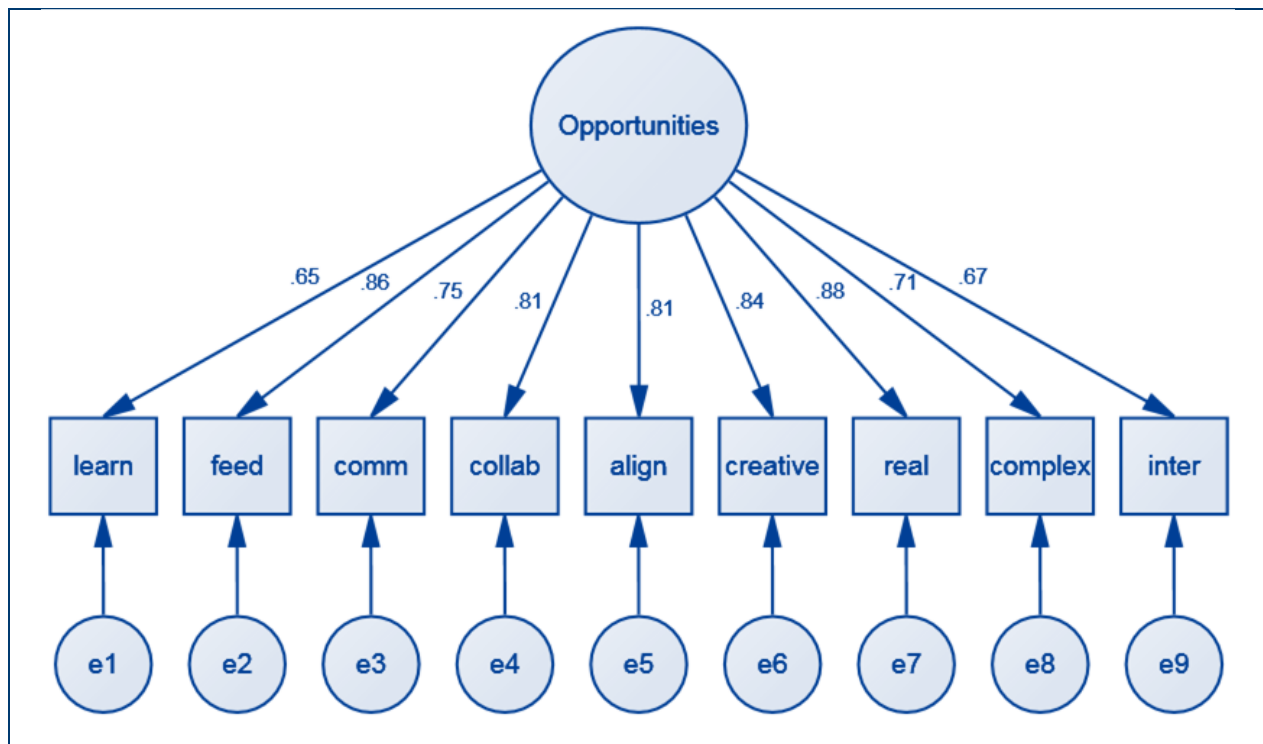 Opportunities
.65 .86 .75 .81 .81 .84 .88 .71 .67
learn feed comm collab align creative real complex inter
e1 e2 e3 e4 e5 e6 e7 e8 e9